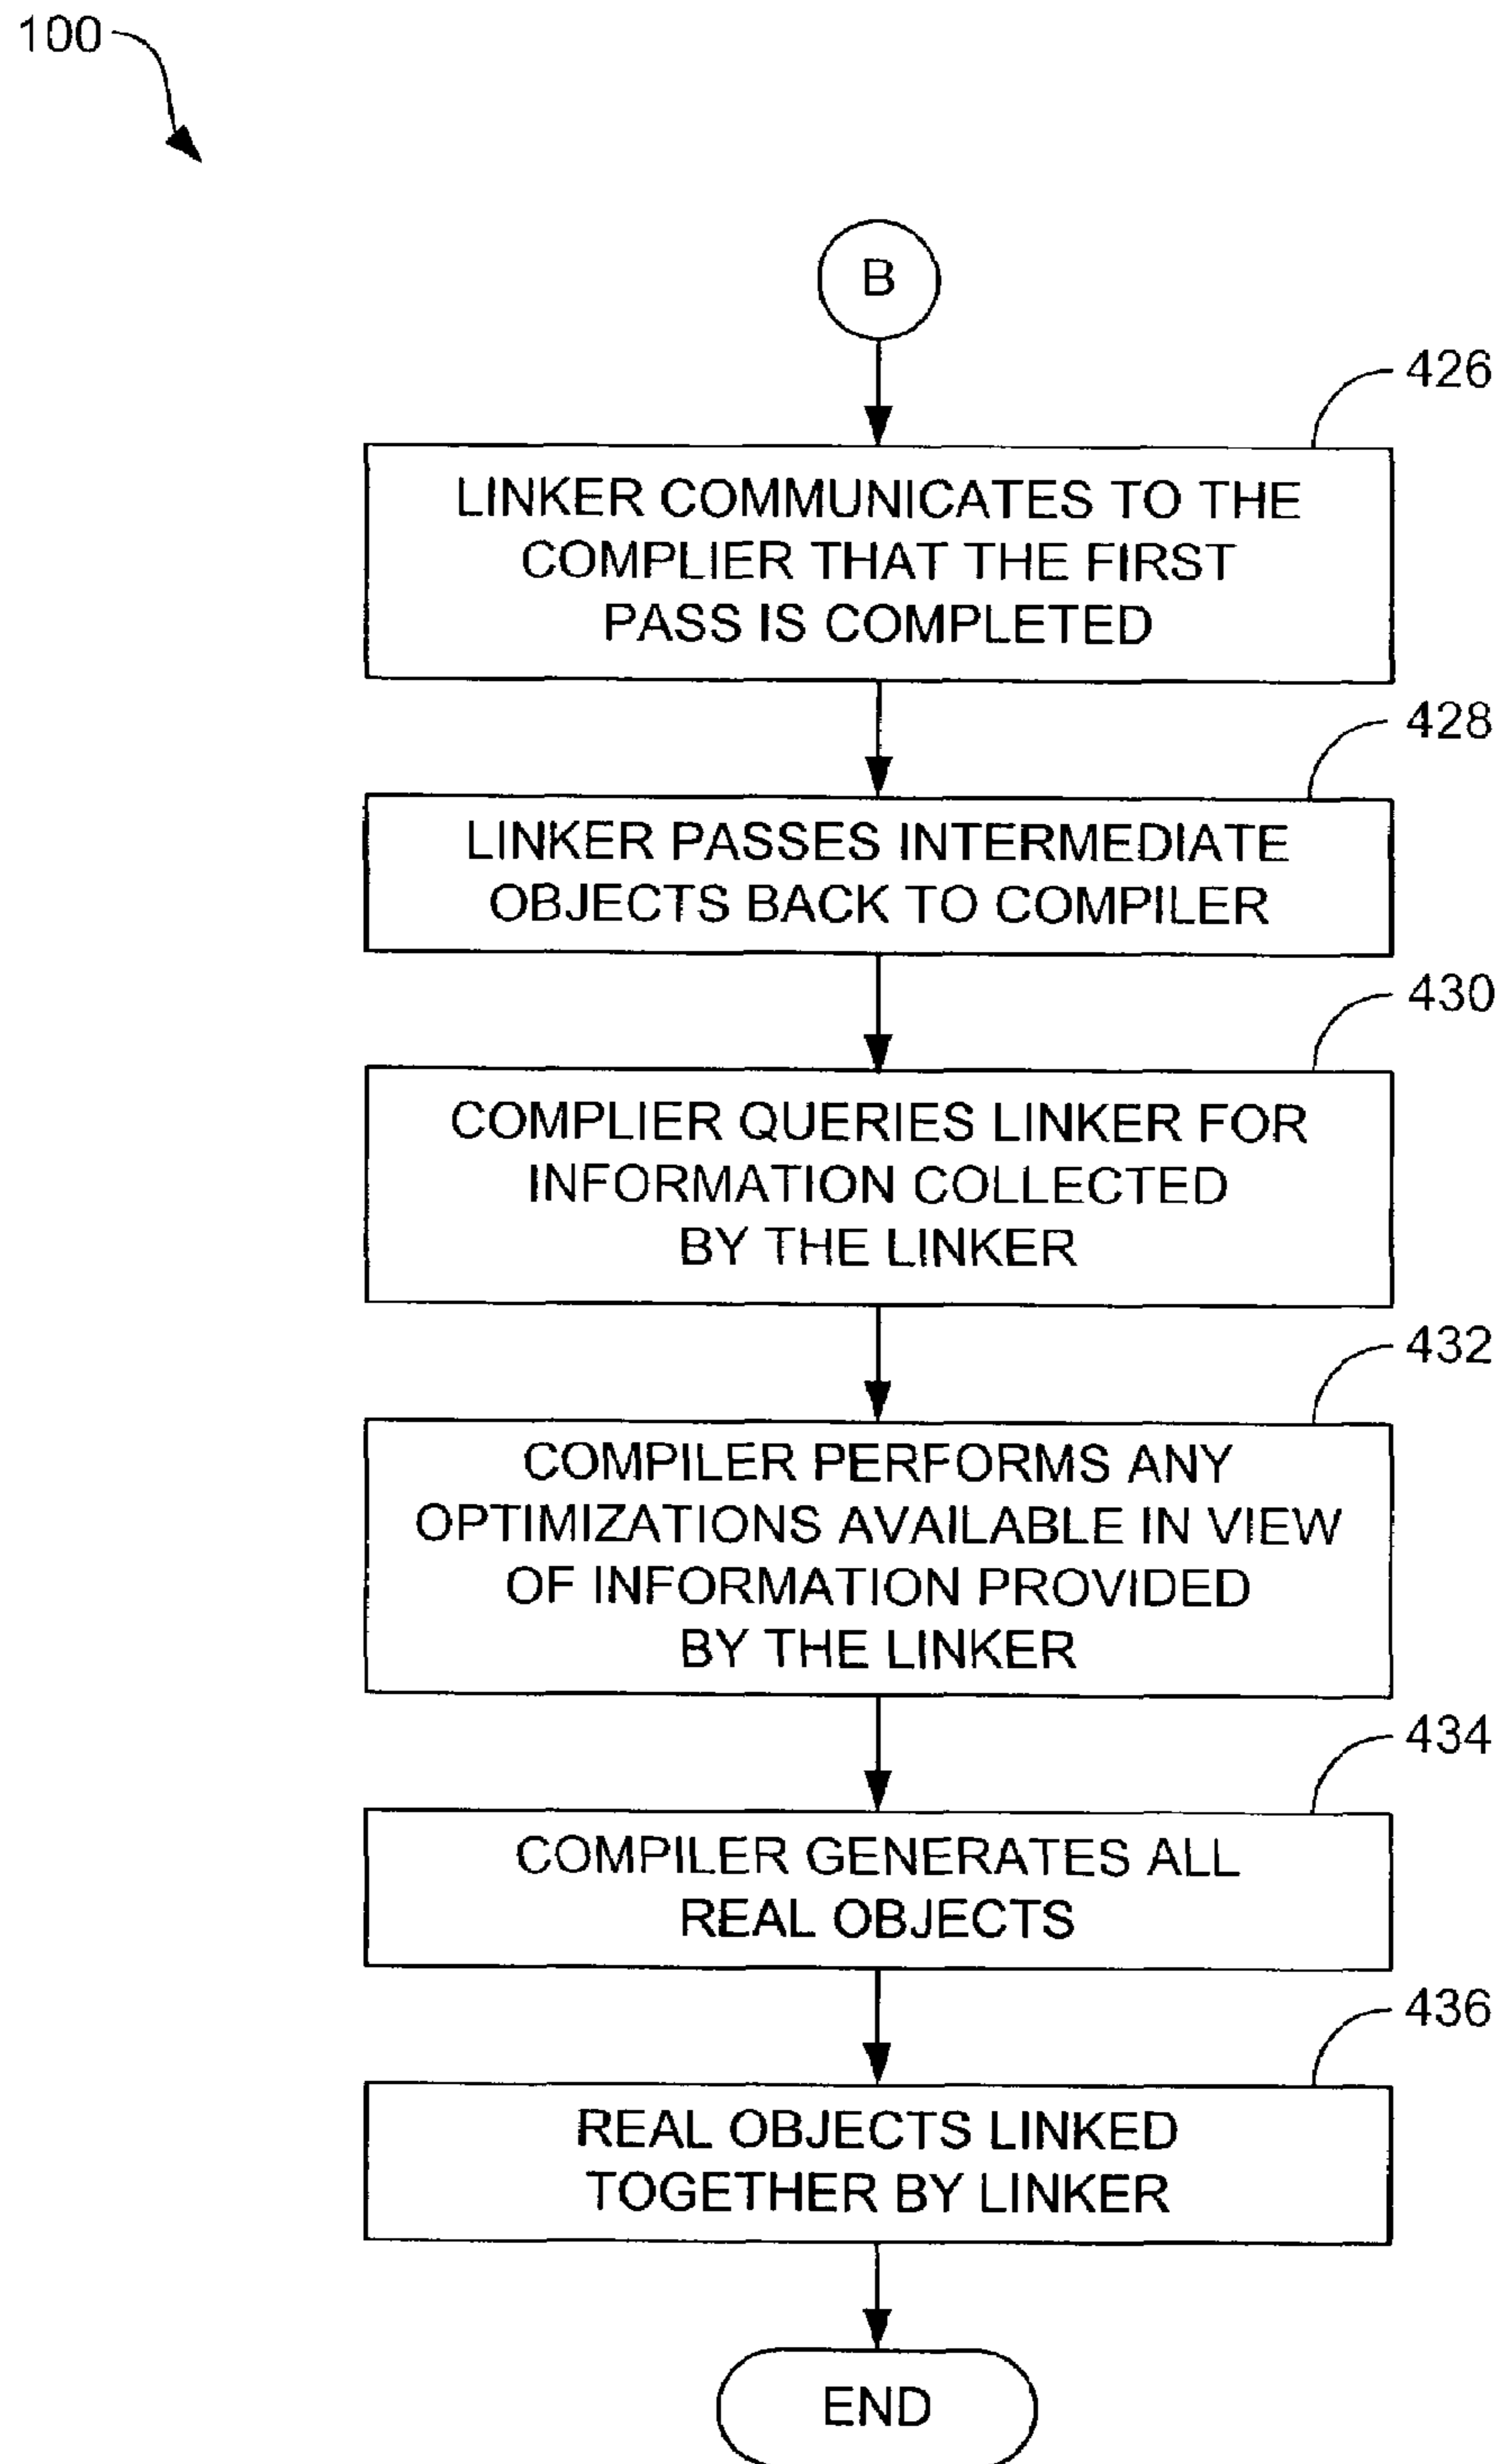 100
B
426
LINKER COMMUNICATES TO THE
COMPLIER THAT THE FIRST
PASS IS COMPLETED
428
LINKER PASSES INTERMEDIATE
OBJECTS BACK TO COMPILER
430
COMPLIER QUERIES LINKER FOR
INFORMATION COLLECTED
BY THE LINKER
432
COMPILER PERFORMS ANY
OPTIMIZATIONS AVAILABLE IN VIEW
OF INFORMATION PROVIDED
BY THE LINKER
434
COMPILER GENERATES ALL
REAL OBJECTS
436
REAL OBJECTS LINKED
TOGETHER BY LINKER
END